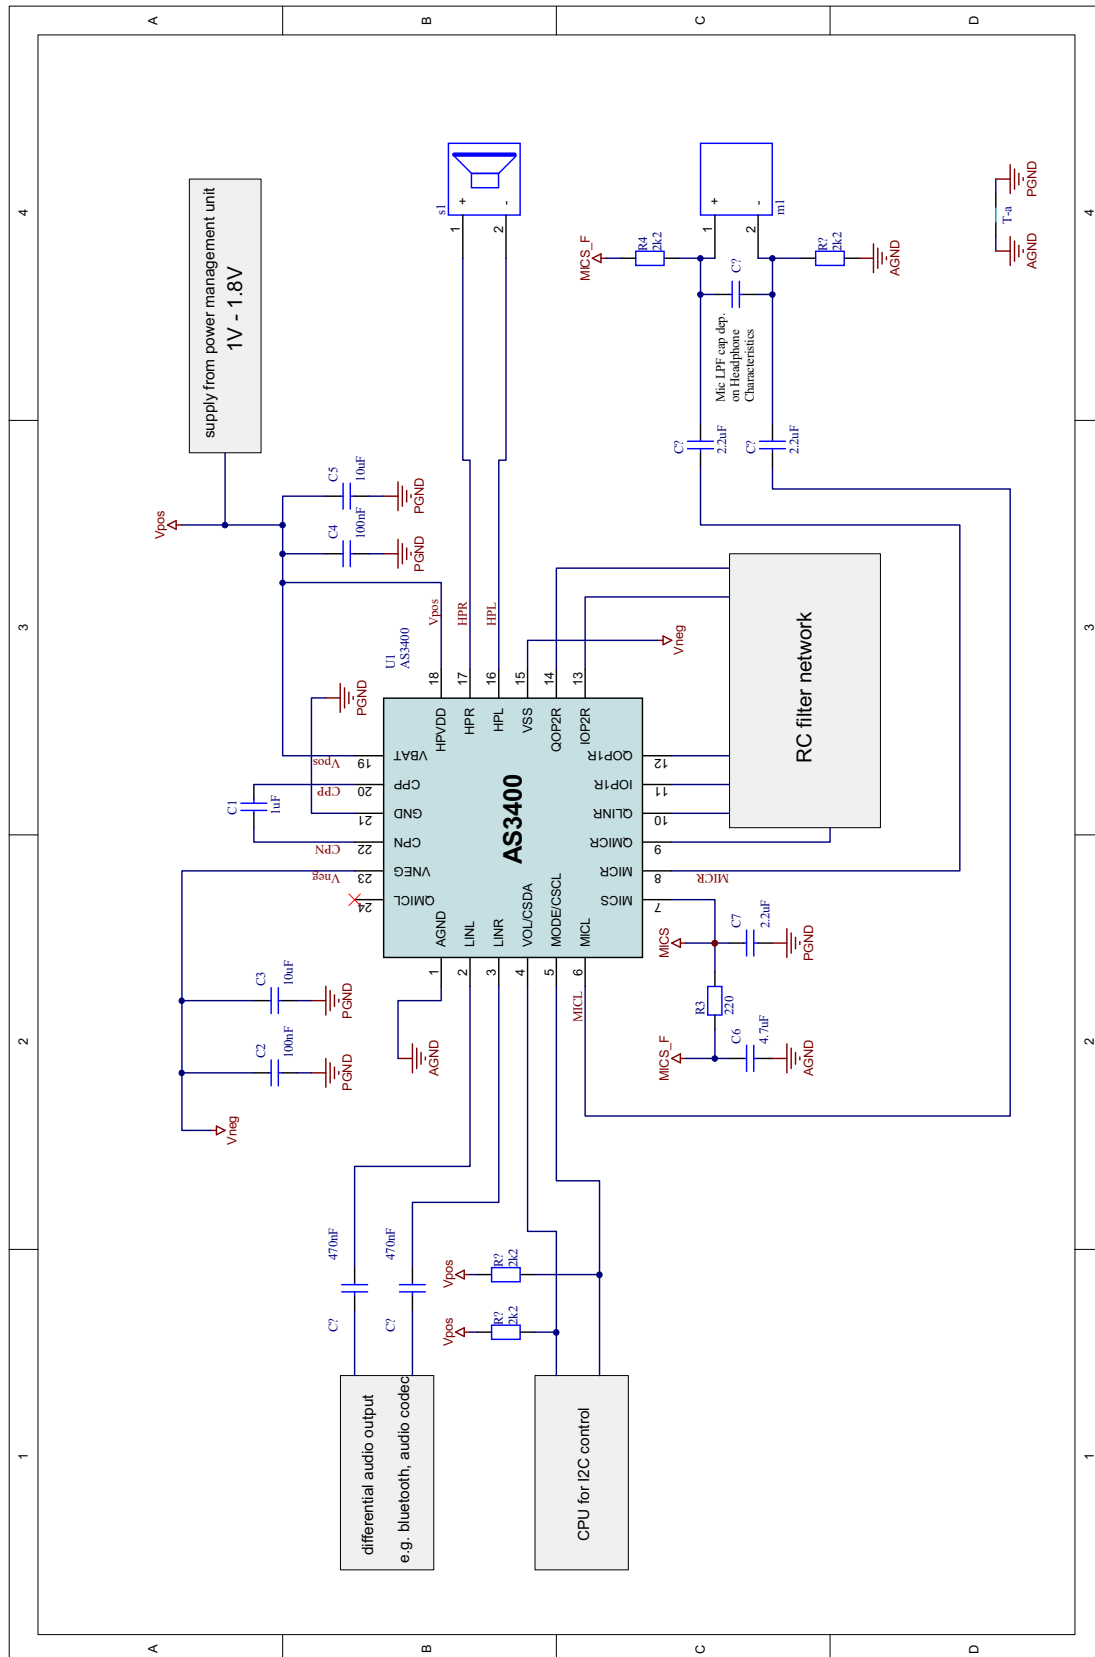 A
B
C
D
4
3
2
1
supply from power management unit
1V - 1.8V
Vpos
C5
10uF
PGND
C4
100nF
PGND
s1
+
-
1
2
MICS_F
R4
2k2
+
-
m1
1
2
C?
R?
2k2
AGND
Mic LPF cap dep.
on Headphone
Characteristics
C?
2.2uF
C?
2.2uF
T-a
AGND
PGND
U1
AS3400
Vpos
HPR
HPL
Vneg
PGND
C1
1uF
Vpos
CPP
CPN
Vneg
18
17
16
15
14
13
HPVDD
HPR
HPL
VSS
QOP2R
IOP2R
19
20
21
22
23
24
VBAT
CPP
GND
CPN
VNEG
QMICL
AS3400
QOP1R
IOP1R
QLINR
QMICR
MICR
MICS
12
11
10
9
8
7
AGND
LINL
LINR
VOL/CSDA
MODE/CSCL
MICL
1
2
3
4
5
6
RC filter network
MICR
MICL
C3
10uF
PGND
C2
100nF
PGND
Vneg
AGND
MICS
C7
2.2uF
PGND
R3
220
MICS_F
C6
4.7uF
AGND
470nF
C?
470nF
C?
Vpos
R?
2k2
Vpos
R?
2k2
differential audio output
e.g. bluetooth, audio codec
CPU for I2C control
A
B
C
D
4
3
2
1